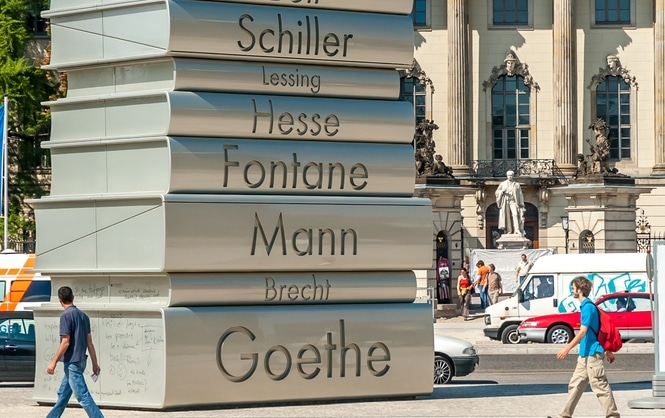 Schiller
Lessing
Hesse
Fontane
Mann
Brecht
Goethe